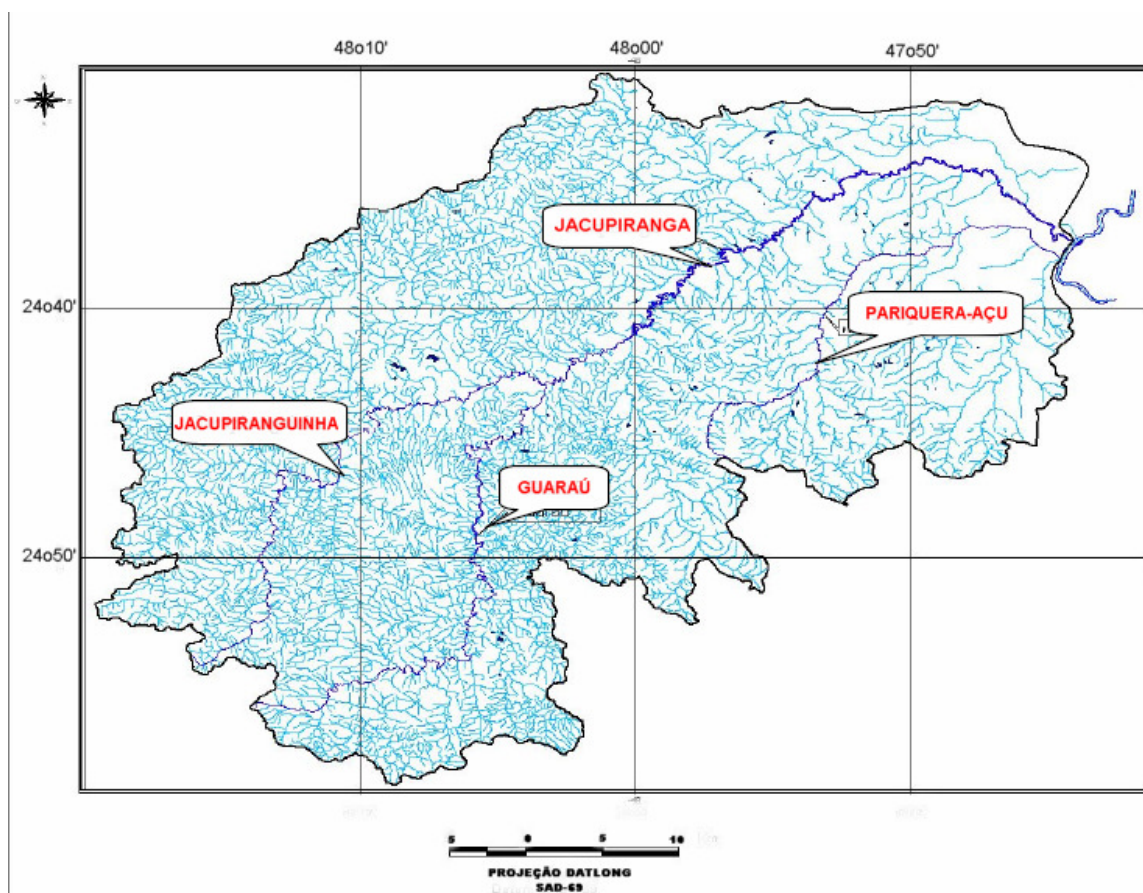 48o10' 48o00' 47o50'
JACUPIRANGA
24o40'
PARIQUERA-AÇU
JACUPIRANGUINHA
GUARAÚ
24o50'
5 0 5 10
PROJEÇÃO DATLONG
SAD-69